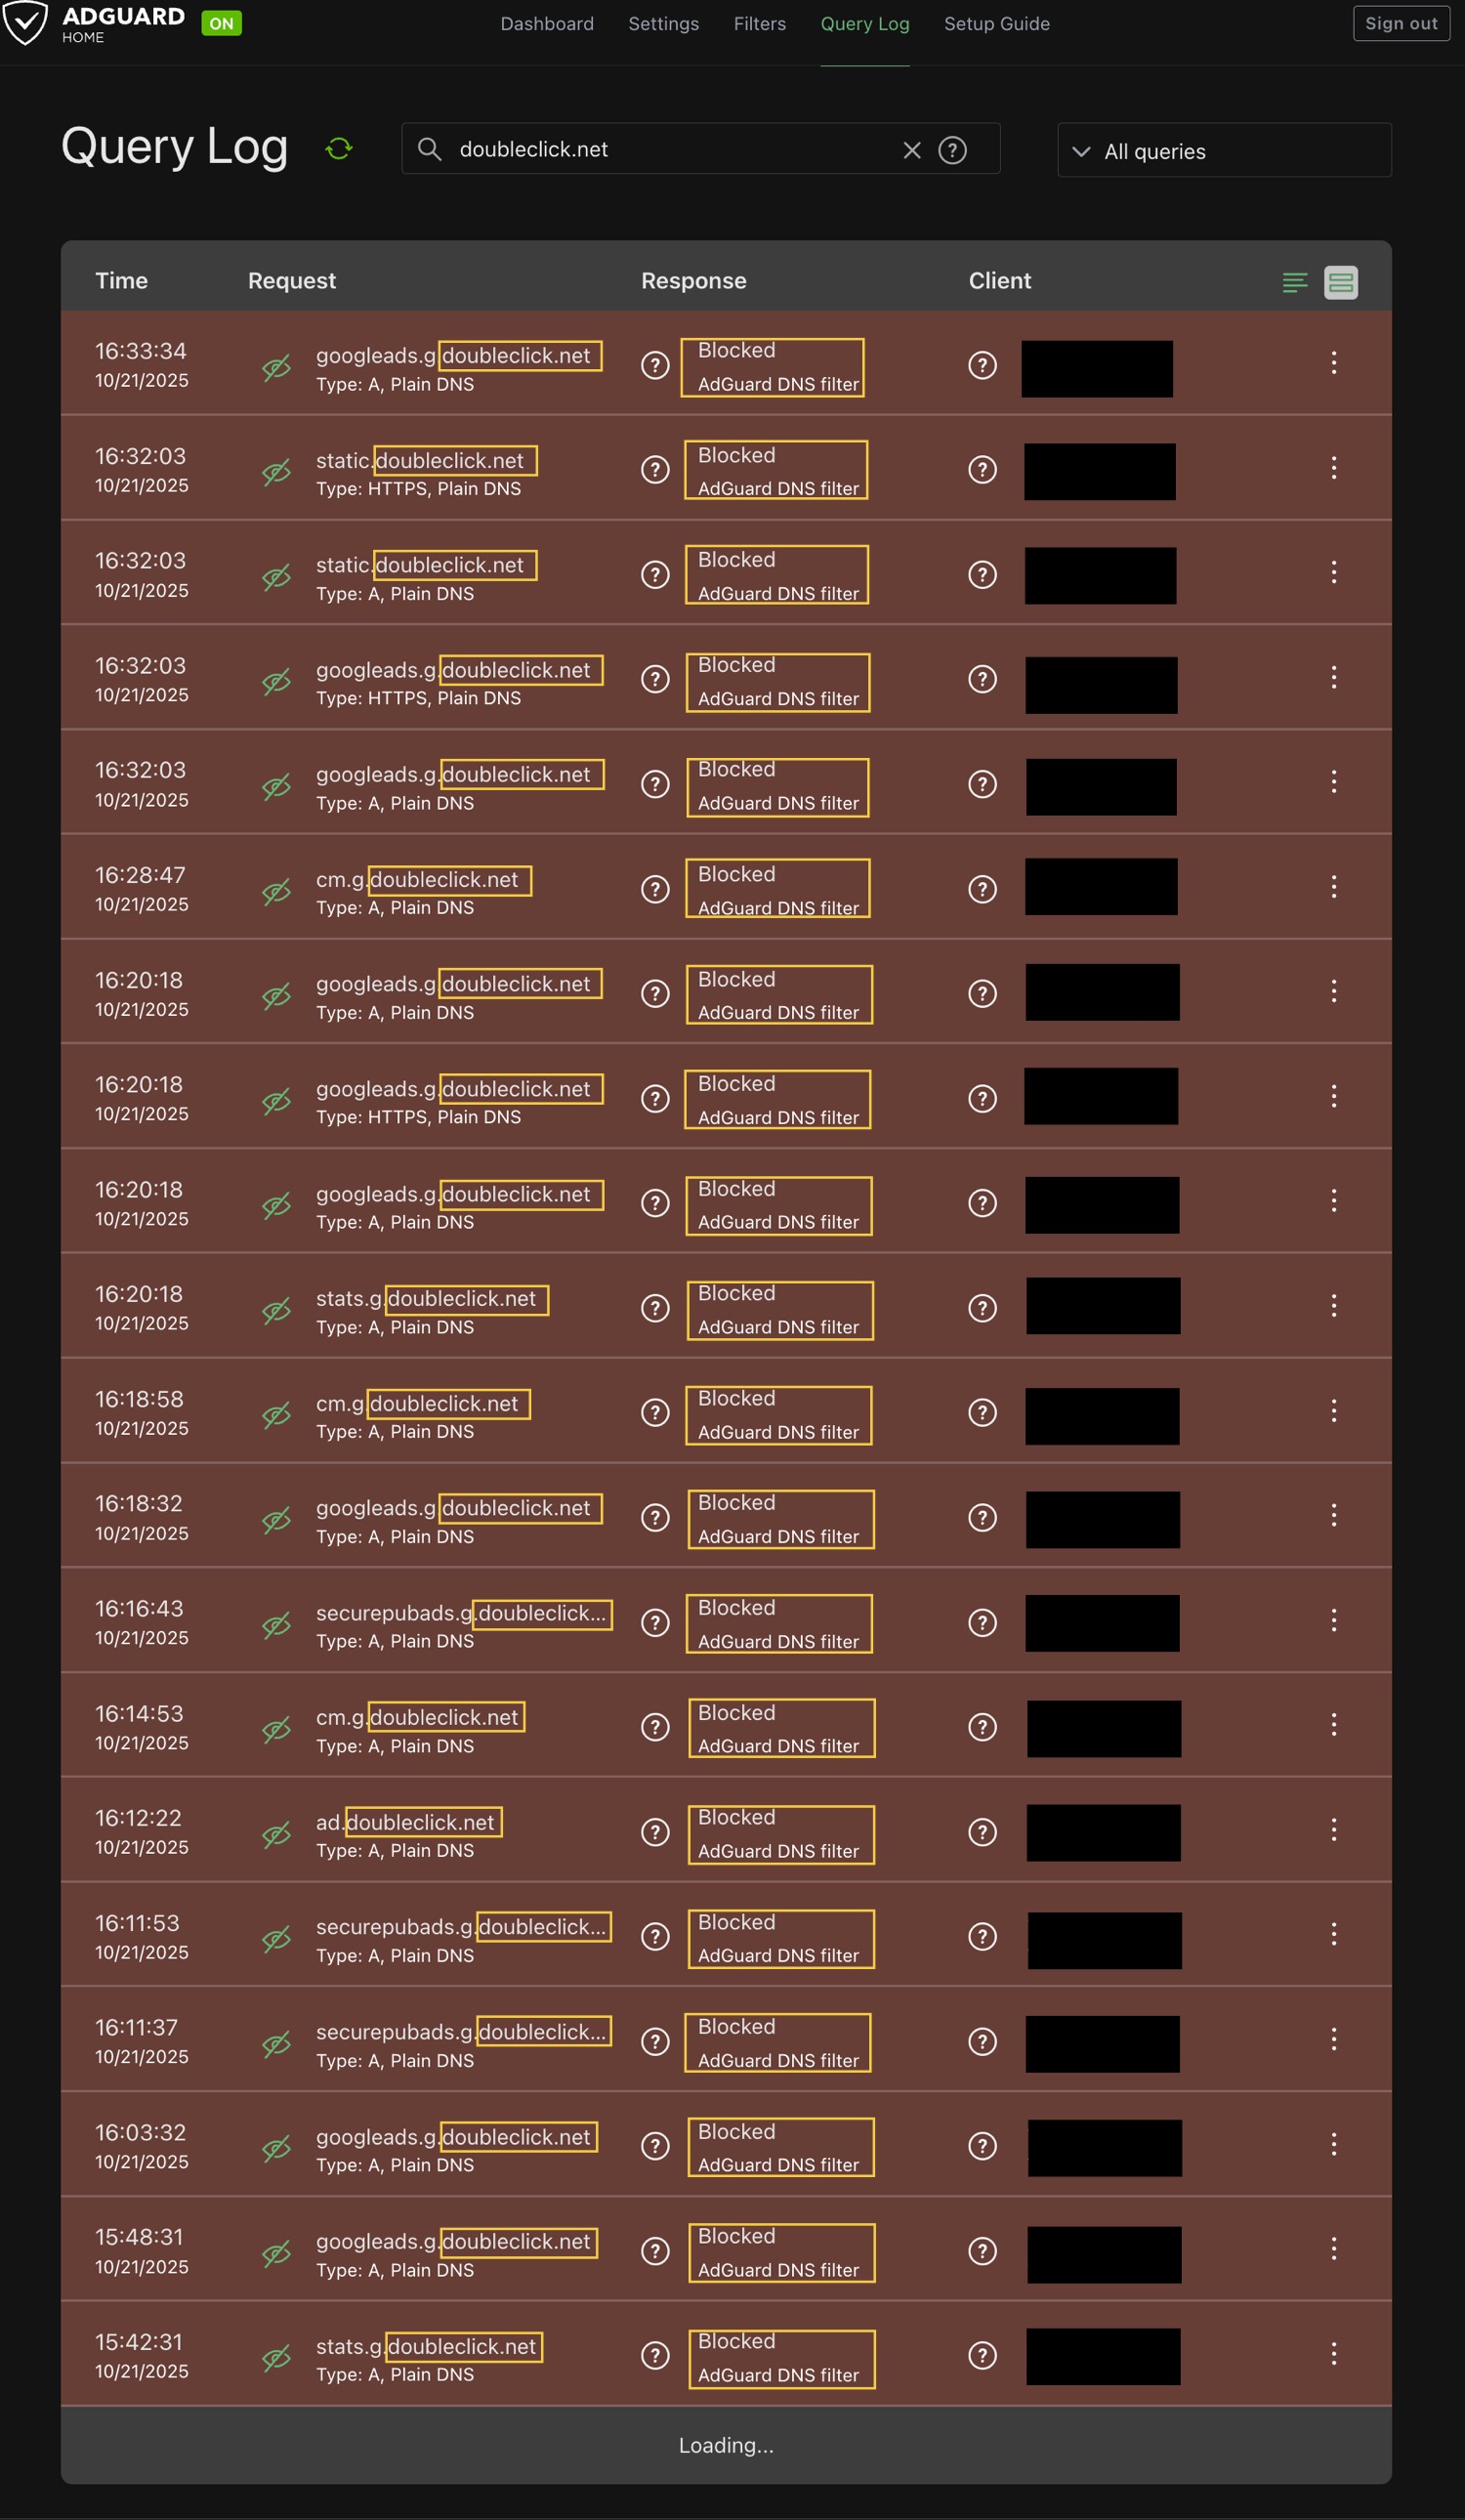 ADGUARD
HOME
ON
Dashboard
Settings
Filters
Query Log
Setup Guide
Sign out
Query Log
doubleclick.net
All queries
Time Request Response Client
16:33:34 googleads.g.doubleclick.net Blocked
10/21/2025 Type: A, Plain DNS AdGuard DNS filter
16:32:03 static.doubleclick.net Blocked
10/21/2025 Type: HTTPS, Plain DNS AdGuard DNS filter
16:32:03 static.doubleclick.net Blocked
10/21/2025 Type: A, Plain DNS AdGuard DNS filter
16:32:03 googleads.g.doubleclick.net Blocked
10/21/2025 Type: HTTPS, Plain DNS AdGuard DNS filter
16:32:03 googleads.g.doubleclick.net Blocked
10/21/2025 Type: A, Plain DNS AdGuard DNS filter
16:28:47 cm.g.doubleclick.net Blocked
10/21/2025 Type: A, Plain DNS AdGuard DNS filter
16:20:18 googleads.g.doubleclick.net Blocked
10/21/2025 Type: A, Plain DNS AdGuard DNS filter
16:20:18 googleads.g.doubleclick.net Blocked
10/21/2025 Type: HTTPS, Plain DNS AdGuard DNS filter
16:20:18 googleads.g.doubleclick.net Blocked
10/21/2025 Type: A, Plain DNS AdGuard DNS filter
16:20:18 stats.g.doubleclick.net Blocked
10/21/2025 Type: A, Plain DNS AdGuard DNS filter
16:18:58 cm.g.doubleclick.net Blocked
10/21/2025 Type: A, Plain DNS AdGuard DNS filter
16:18:32 googleads.g.doubleclick.net Blocked
10/21/2025 Type: A, Plain DNS AdGuard DNS filter
16:16:43 securepubads.g.doubleclick... Blocked
10/21/2025 Type: A, Plain DNS AdGuard DNS filter
16:14:53 cm.g.doubleclick.net Blocked
10/21/2025 Type: A, Plain DNS AdGuard DNS filter
16:12:22 ad.doubleclick.net Blocked
10/21/2025 Type: A, Plain DNS AdGuard DNS filter
16:11:53 securepubads.g.doubleclick... Blocked
10/21/2025 Type: A, Plain DNS AdGuard DNS filter
16:11:37 securepubads.g.doubleclick... Blocked
10/21/2025 Type: A, Plain DNS AdGuard DNS filter
16:03:32 googleads.g.doubleclick.net Blocked
10/21/2025 Type: A, Plain DNS AdGuard DNS filter
15:48:31 googleads.g.doubleclick.net Blocked
10/21/2025 Type: A, Plain DNS AdGuard DNS filter
15:42:31 stats.g.doubleclick.net Blocked
10/21/2025 Type: A, Plain DNS AdGuard DNS filter
Loading...